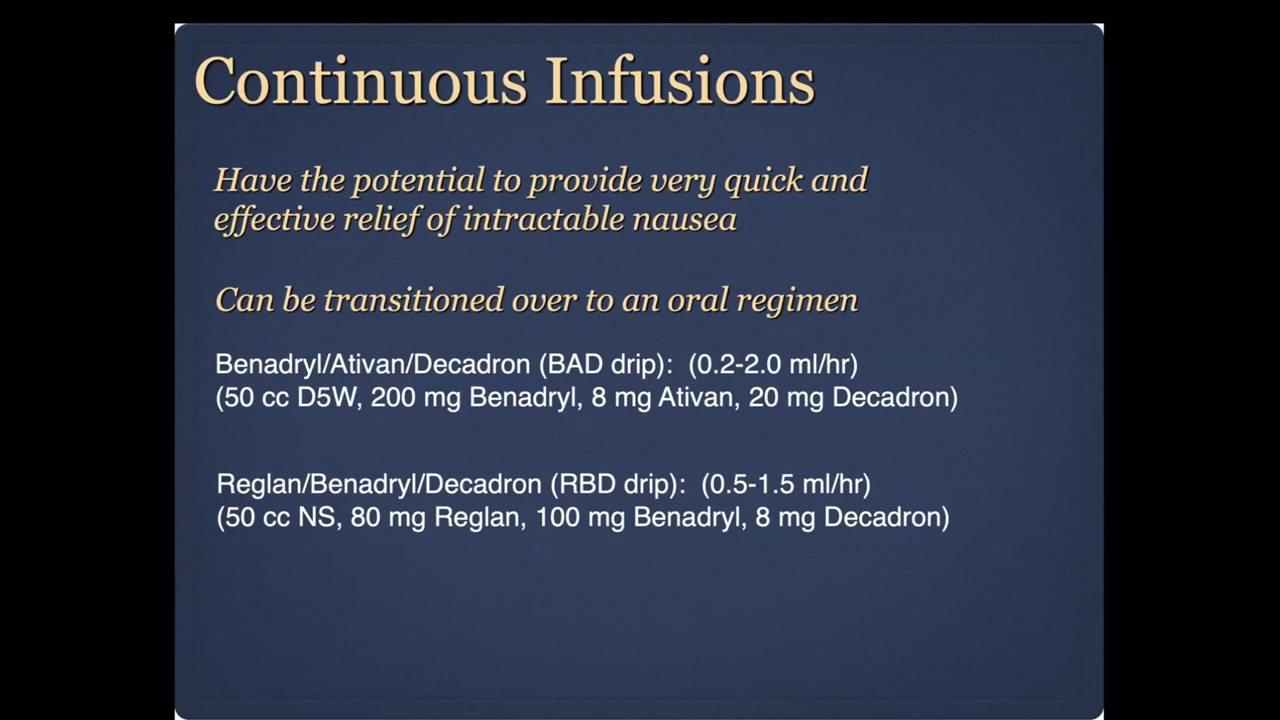 Continuous Infusions
Have the potential to provide very quick and
effective relief of intractable nausea
Can be transitioned over to an oral regimen
Benadryl/Ativan/Decadron (BAD drip):  (0.2-2.0 ml/hr)
(50 cc D5W, 200 mg Benadryl, 8 mg Ativan, 20 mg Decadron)
Reglan/Benadryl/Decadron (RBD drip):  (0.5-1.5 ml/hr)
(50 cc NS, 80 mg Reglan, 100 mg Benadryl, 8 mg Decadron)